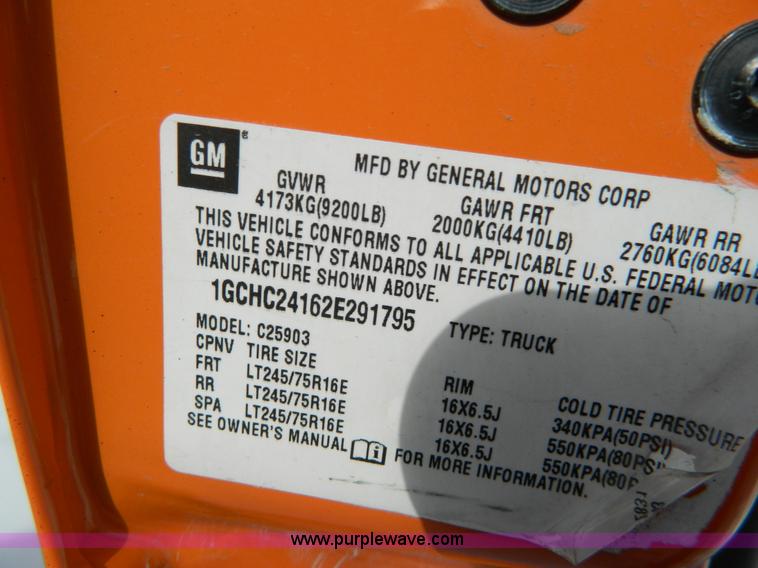 GM
MFD BY GENERAL MOTORS CORP
GVWR GAWR FRT GAWR RR
4173KG(9200LB) 2000KG(4410LB) 2760KG(6084LB
THIS VEHICLE CONFORMS TO ALL APPLICABLE U.S. FEDERAL MOT
VEHICLE SAFETY STANDARDS IN EFFECT ON THE DATE OF
MANUFACTURE SHOWN ABOVE.
1GCHC24162E291795 TYPE: TRUCK
MODEL: C25903
CPNV TIRE SIZE RIM COLD TIRE PRESSURE
FRT LT245/75R16E 16X6.5J 340KPA(50PSI)
RR LT245/75R16E 16X6.5J 550KPA(80PSI
SPA LT245/75R16E 16X6.5J 550KPA(80P
SEE OWNER'S MANUAL FOR MORE INFORMATION.
www.purplewave.com